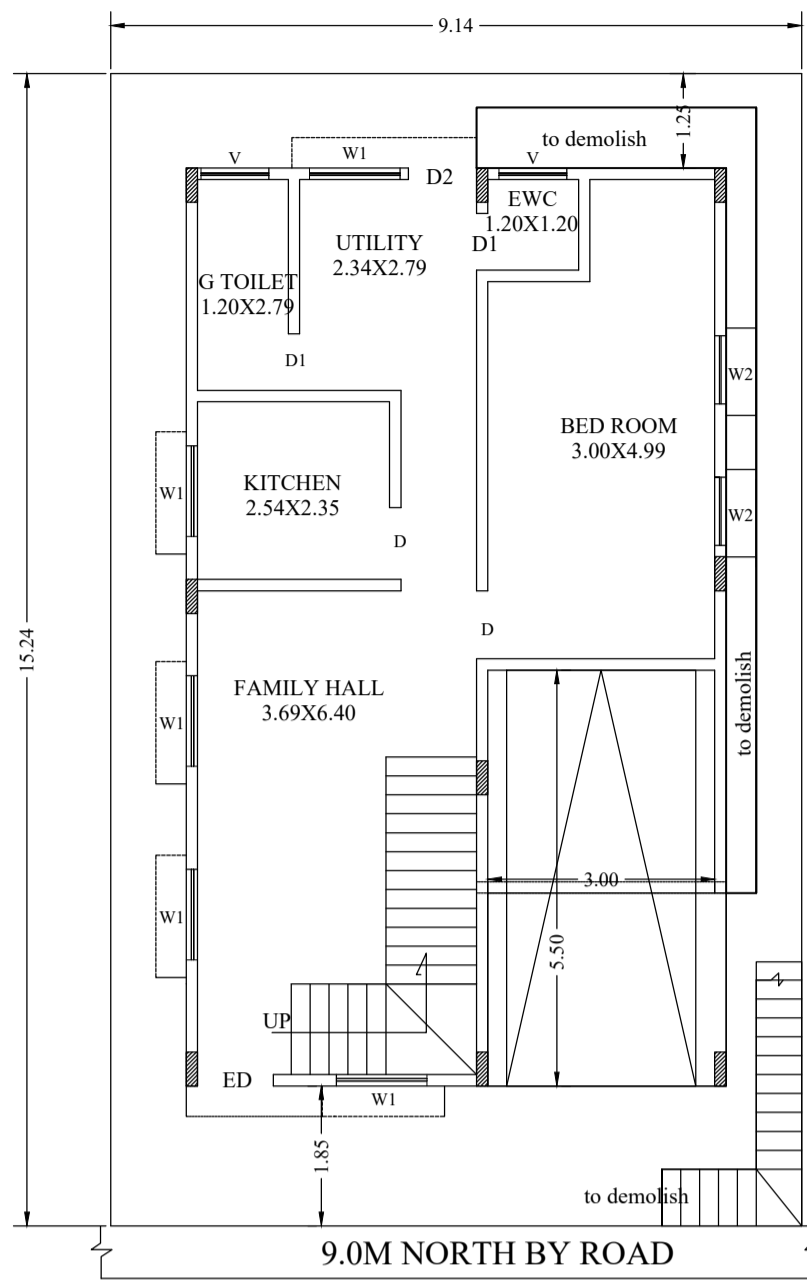 9.14
1.25
to demolish
V
W1
D2
V
EWC
1.20X1.20
D1
UTILITY
2.34X2.79
G TOILET
1.20X2.79
D1
W2
BED ROOM
3.00X4.99
KITCHEN
2.54X2.35
W1
W2
D
D
15.24
FAMILY HALL
3.69X6.40
to demolish
W1
3.00
W1
5.50
UP
ED
W1
1.85
to demolish
9.0M NORTH BY ROAD